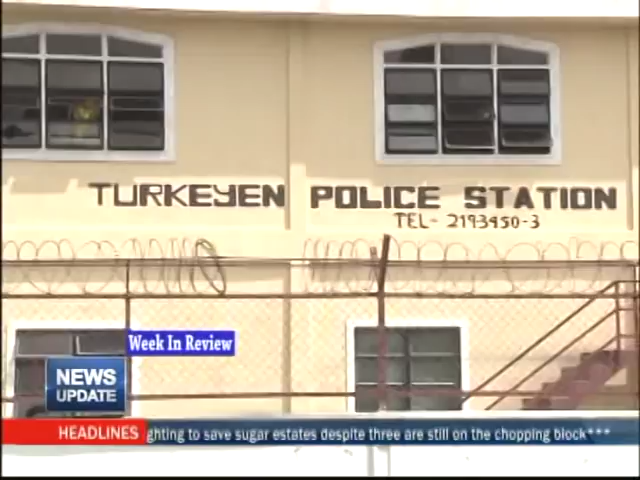 TURKEYEN POLICE STATION
TEL- 2193450-3
Week In Review
NEWS
UPDATE
HEADLINES ghting to save sugar estates despite three are still on the chopping block***